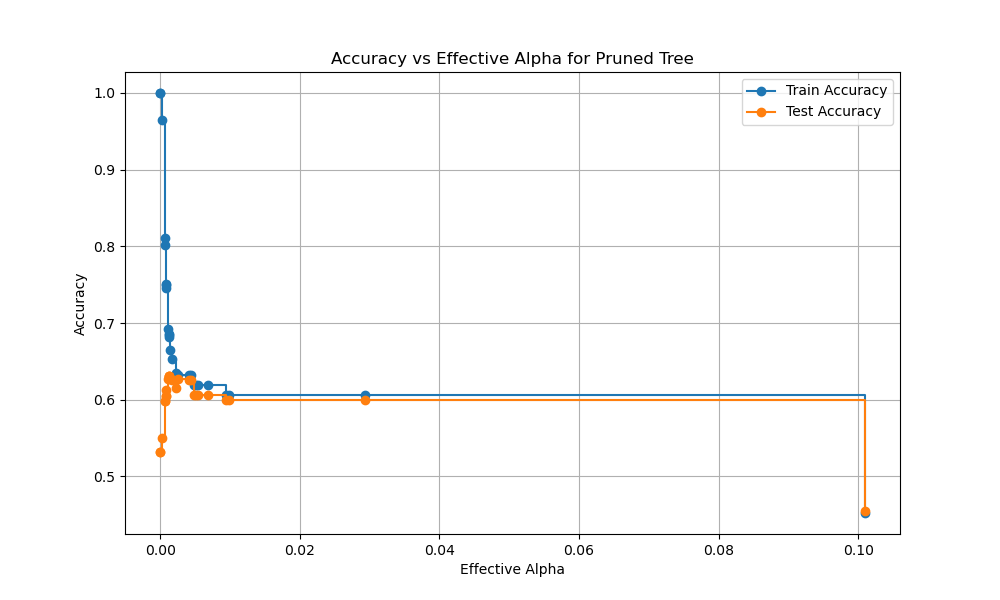 Accuracy vs Effective Alpha for Pruned Tree
Train Accuracy
Test Accuracy
Accuracy
1.0
0.9
0.8
0.7
0.6
0.5
0.00 0.02 0.04 0.06 0.08 0.10
Effective Alpha